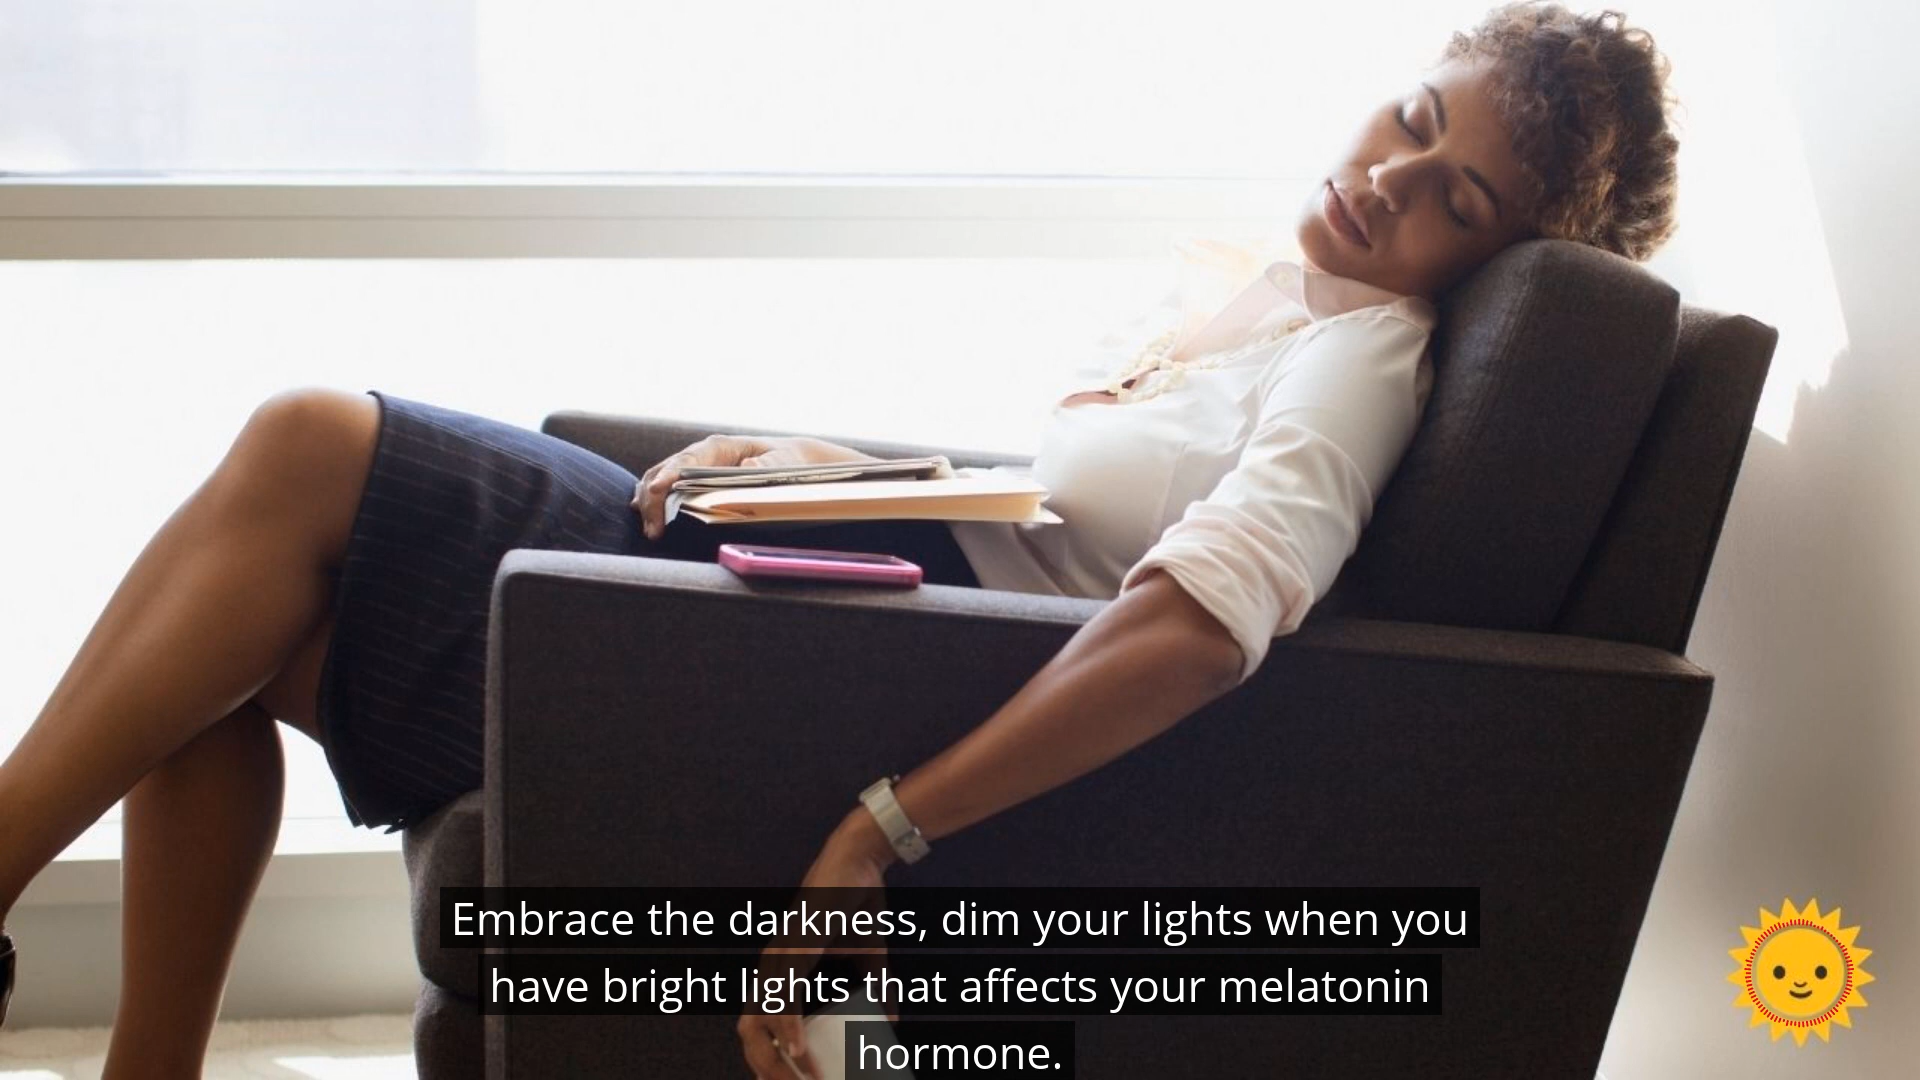 Embrace the darkness, dim your lights when you
have bright lights that affects your melatonin
hormone.